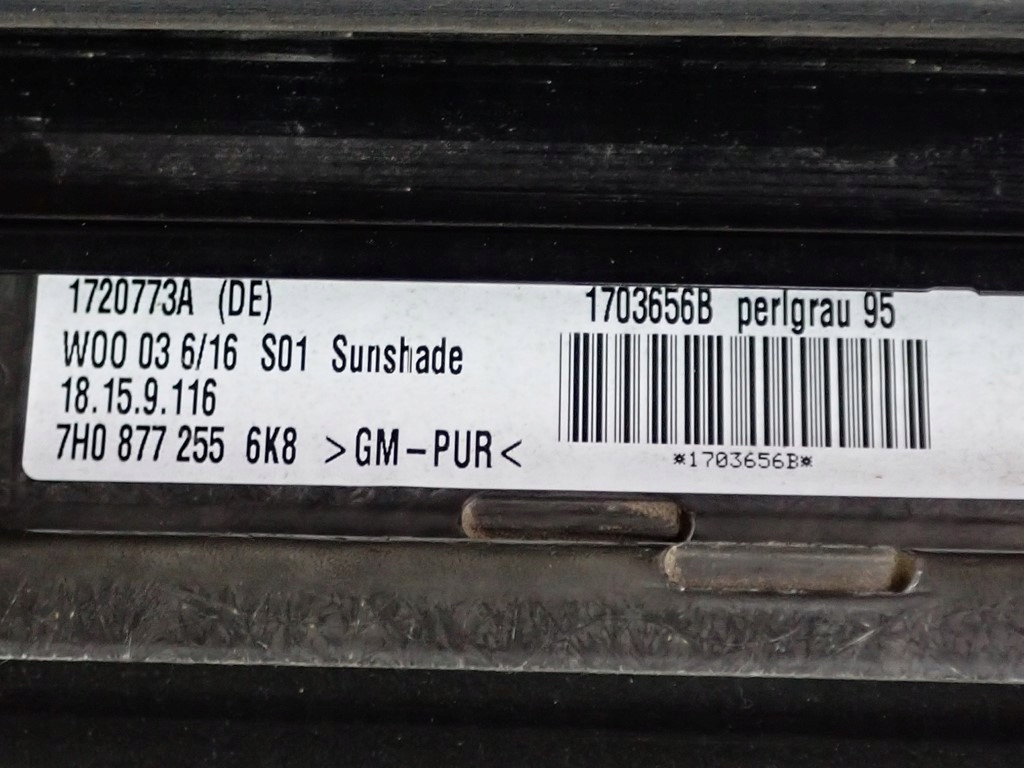 1720773A (DE)
W00 03 6/16 S01 Sunshade
18.15.9.116
7H0 877 255 6K8 >GM-PUR<
1703656B perlgrau 95
*1703656B*